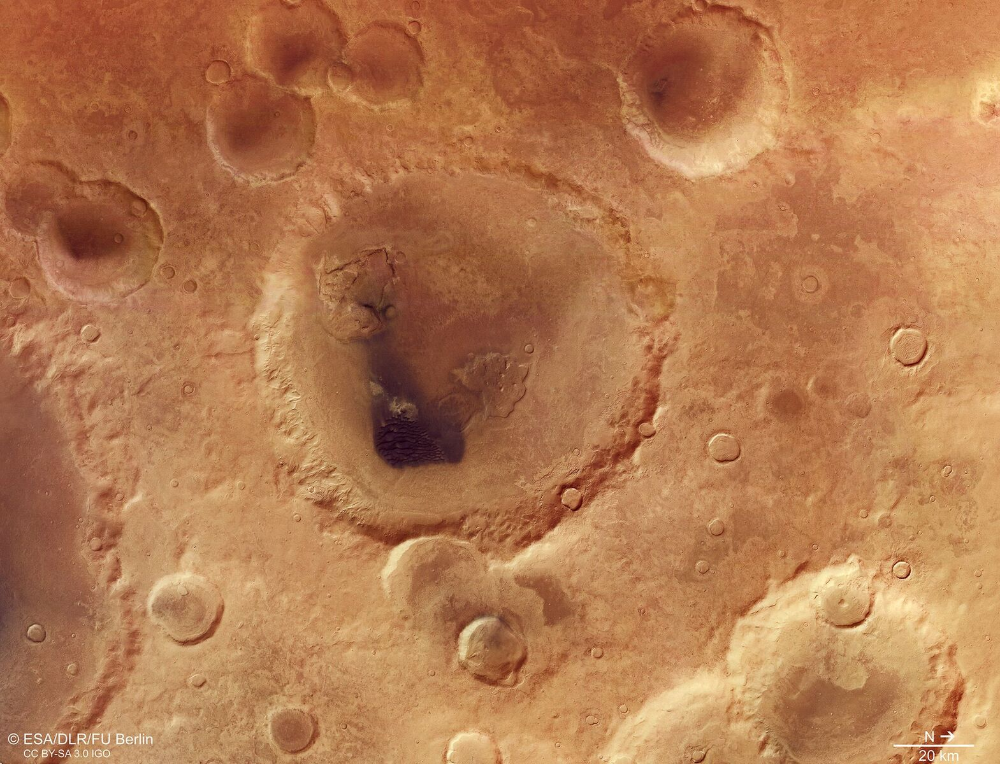 © ESA/DLR/FU Berlin
CC BY-SA 3.0 IGO
N →
20 km